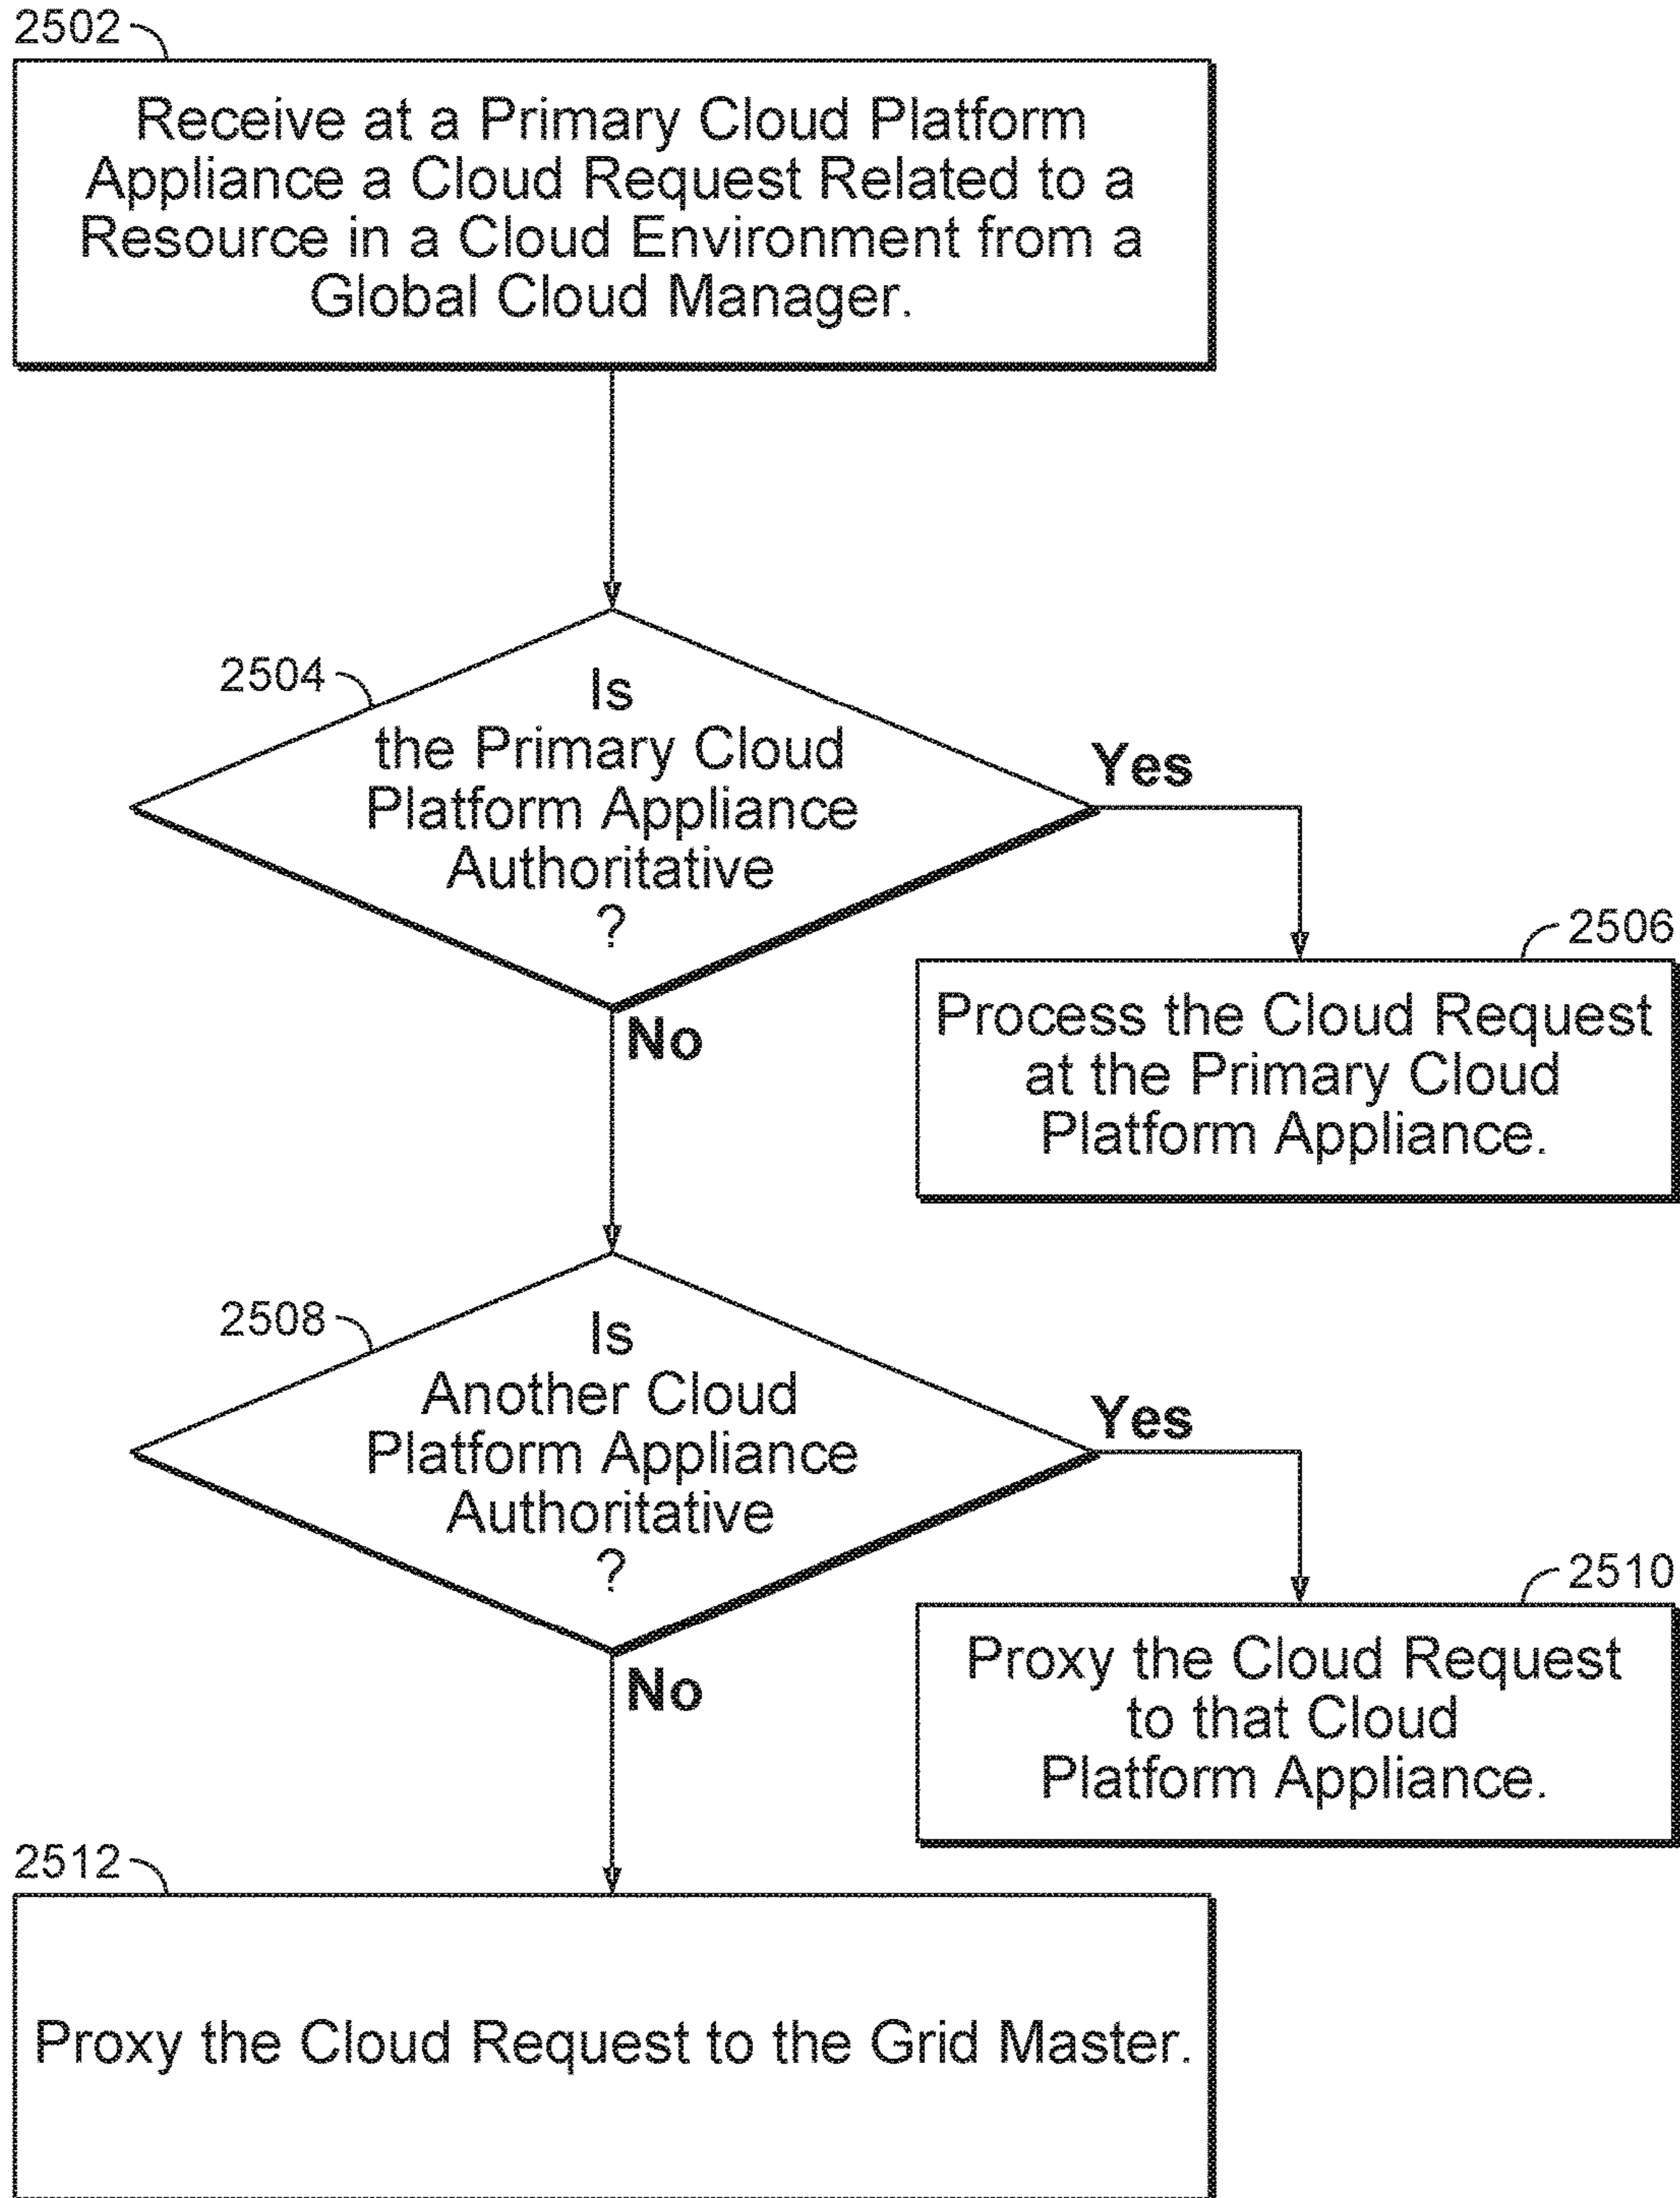 2502
Receive at a Primary Cloud Platform
Appliance a Cloud Request Related to a
Resource in a Cloud Environment from a
Global Cloud Manager.
2504
Is
the Primary Cloud
Platform Appliance
Authoritative
?
Yes
No
2506
Process the Cloud Request
at the Primary Cloud
Platform Appliance.
2508
Is
Another Cloud
Platform Appliance
Authoritative
?
Yes
No
2510
Proxy the Cloud Request
to that Cloud
Platform Appliance.
2512
Proxy the Cloud Request to the Grid Master.